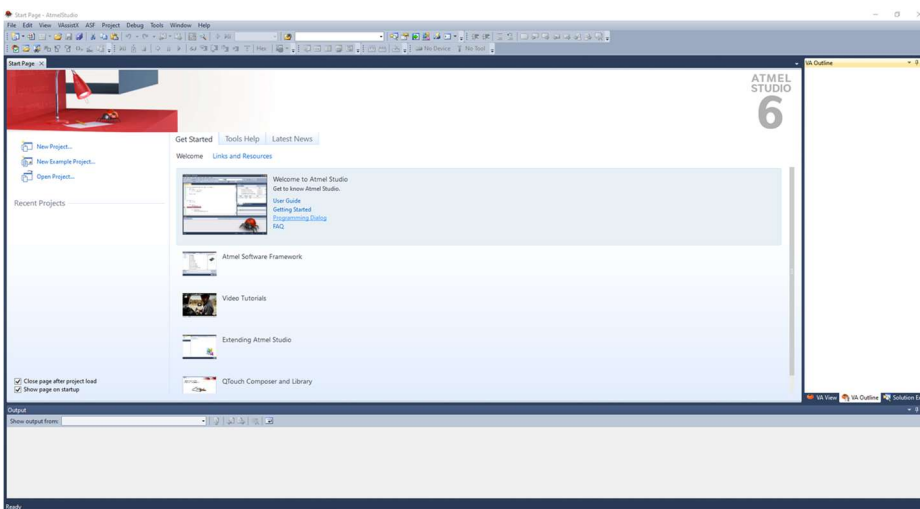 Start Page - AtmelStudio
File Edit View VAssistX ASF Project Debug Tools Window Help
Hex
No Device No Tool
Start Page
VA Outline
ATMEL
STUDIO
6
Get Started Tools Help Latest News
New Project...
Welcome Links and Resources
New Example Project...
Open Project...
Welcome to Atmel Studio
Get to know Atmel Studio.
User Guide
Getting Started
Programming Dialog
FAQ
Recent Projects
Atmel Software Framework
Video Tutorials
Extending Atmel Studio
QTouch Composer and Library
Close page after project load
Show page on startup
VA View VA Outline Solution
Output
Show output from:
Ready